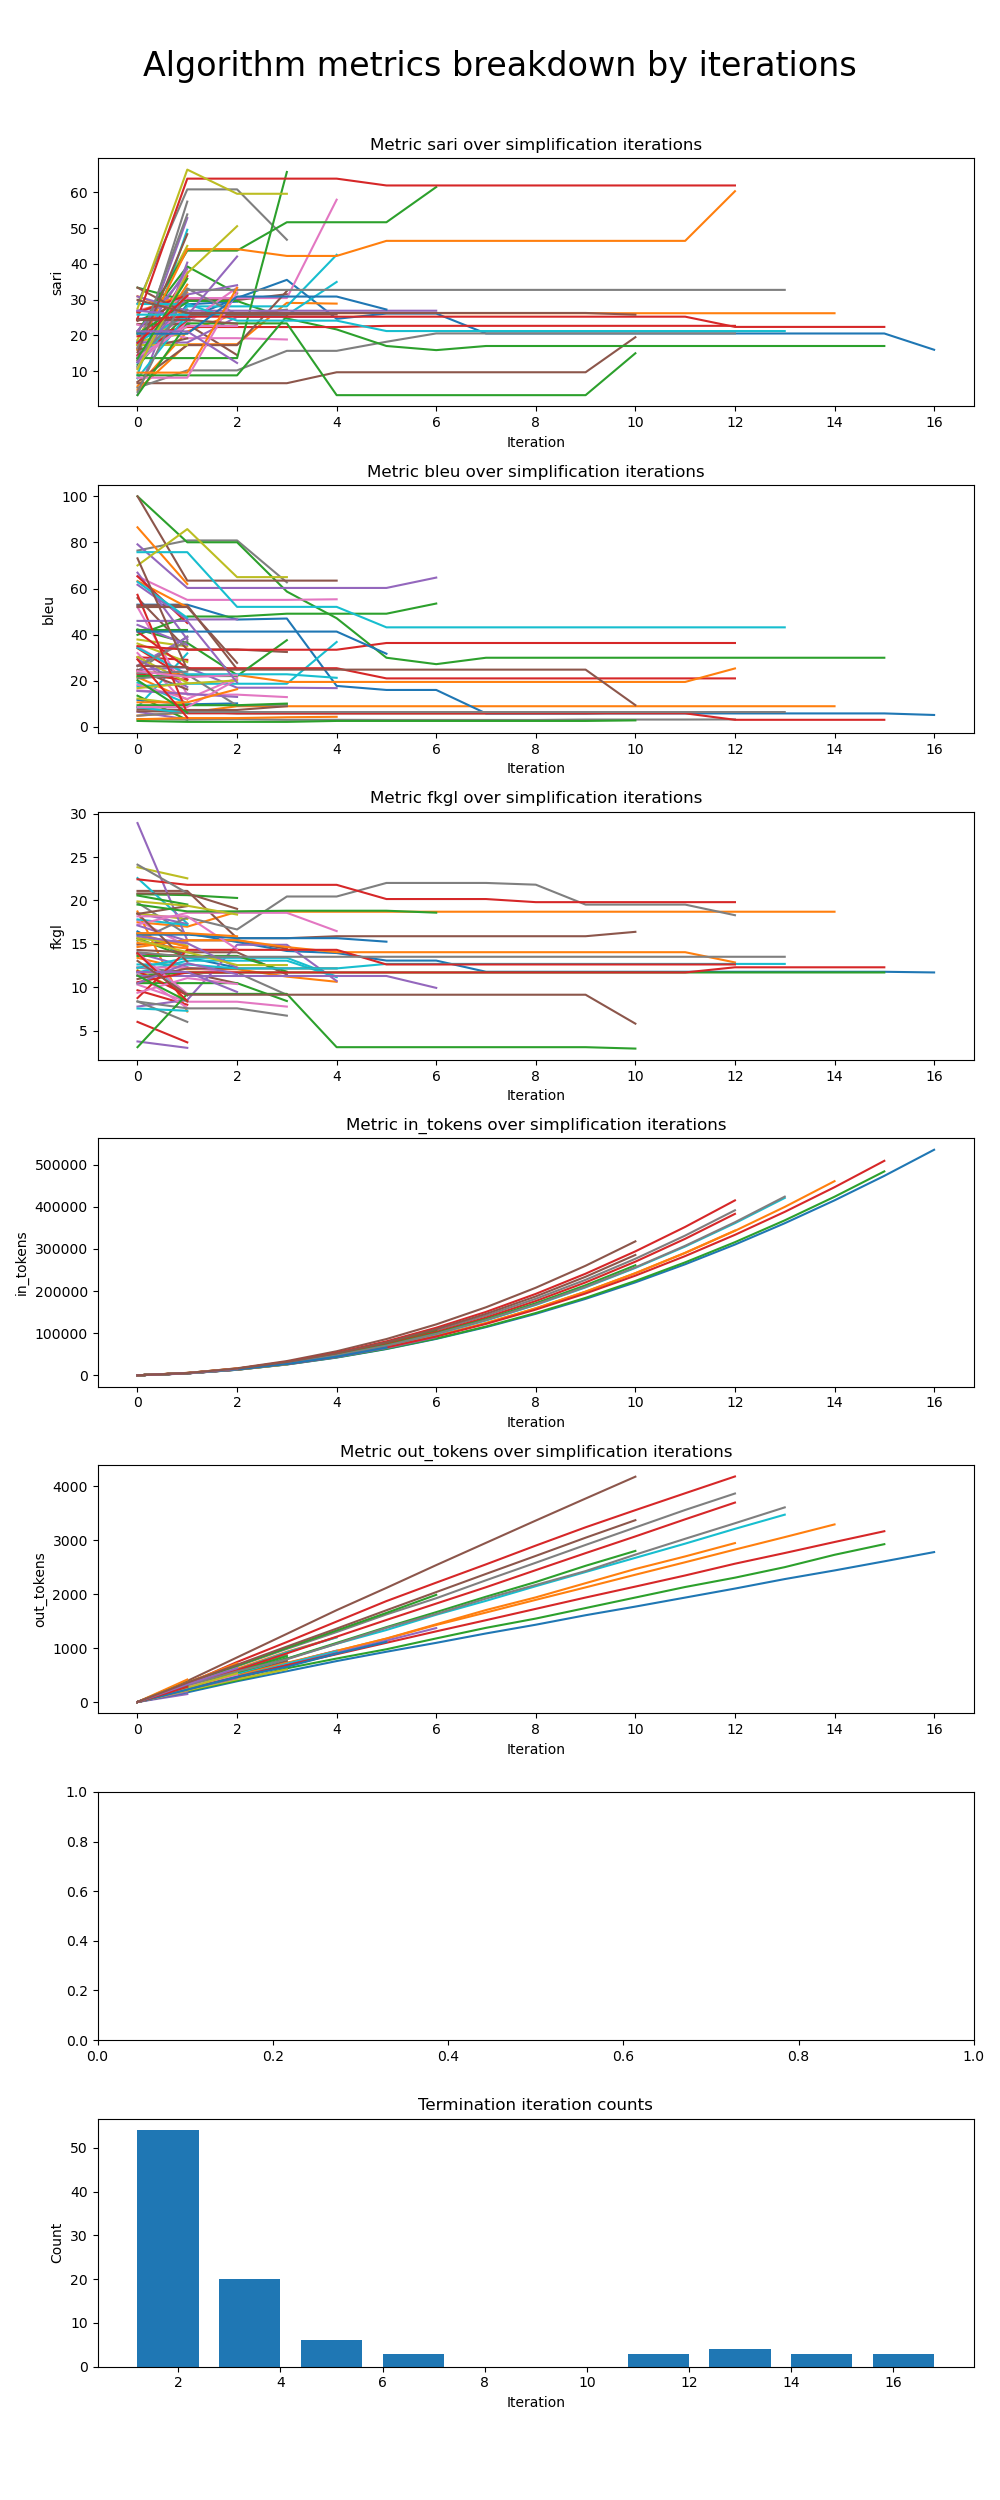 Algorithm metrics breakdown by iterations
Metric sari over simplification iterations
60
50
40
30
20
10
sari
0 2 4 6 8 10 12 14 16
Iteration
Metric bleu over simplification iterations
100
80
60
40
20
0
bleu
0 2 4 6 8 10 12 14 16
Iteration
Metric fkgl over simplification iterations
30
25
20
15
10
5
fkgl
0 2 4 6 8 10 12 14 16
Iteration
Metric in_tokens over simplification iterations
500000
400000
300000
200000
100000
0
in_tokens
0 2 4 6 8 10 12 14 16
Iteration
Metric out_tokens over simplification iterations
4000
3000
2000
1000
0
out_tokens
0 2 4 6 8 10 12 14 16
Iteration
1.0
0.8
0.6
0.4
0.2
0.0
0.0 0.2 0.4 0.6 0.8 1.0
Termination iteration counts
50
40
30
20
10
0
Count
2 4 6 8 10 12 14 16
Iteration